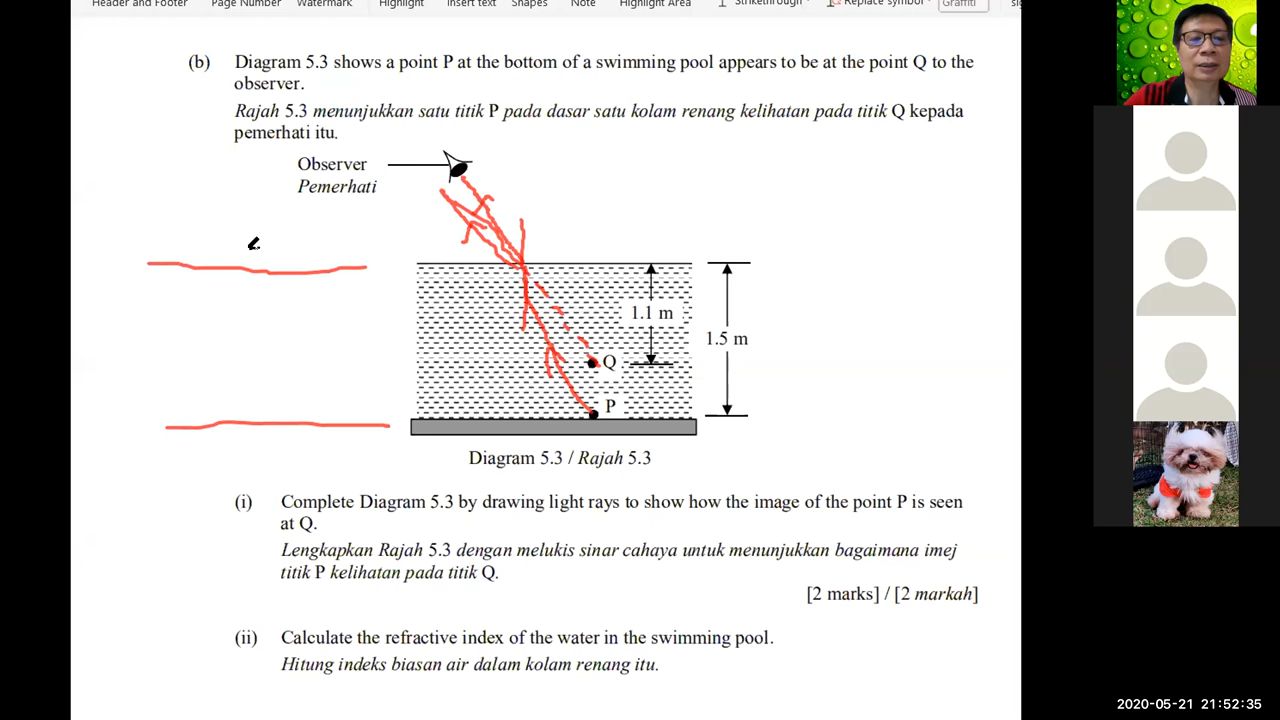 Header and Footer Page Number Watermark Highlight Insert text Shapes Note Highlight Area Strikethrough Replace symbol Graffiti
(b) Diagram 5.3 shows a point P at the bottom of a swimming pool appears to be at the point Q to the
observer.
Rajah 5.3 menunjukkan satu titik P pada dasar satu kolam renang kelihatan pada titik Q kepada
pemerhati itu.
Observer
Pemerhati
1.1 m
1.5 m
Q
P
Diagram 5.3 / Rajah 5.3
(i) Complete Diagram 5.3 by drawing light rays to show how the image of the point P is seen
at Q.
Lengkapkan Rajah 5.3 dengan melukis sinar cahaya untuk menunjukkan bagaimana imej
titik P kelihatan pada titik Q.
[2 marks] / [2 markah]
(ii) Calculate the refractive index of the water in the swimming pool.
Hitung indeks biasan air dalam kolam renang itu.
2020-05-21 21:52:35